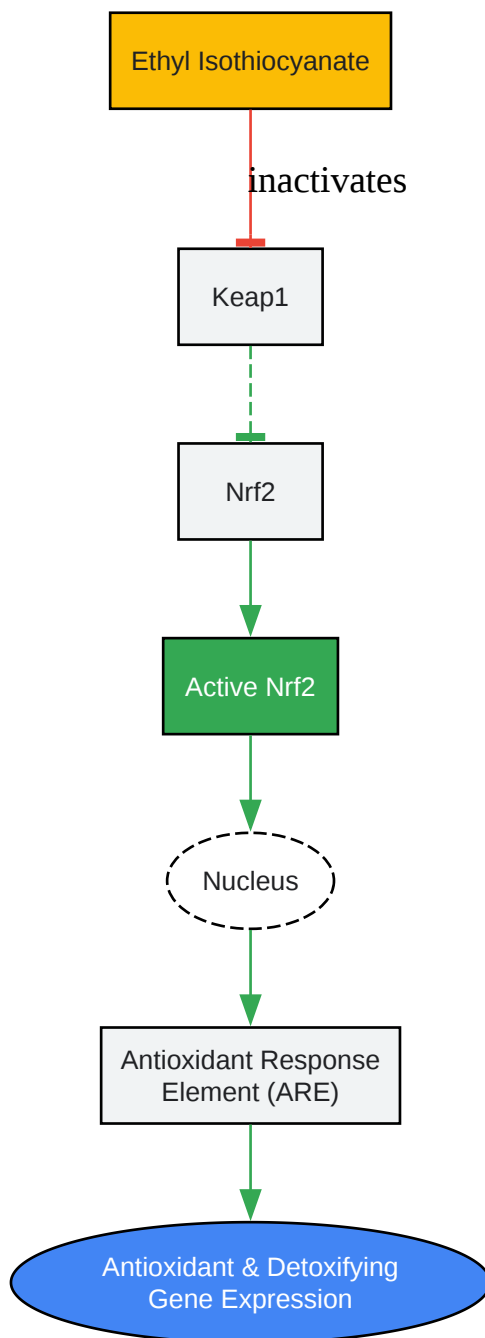 Ethyl Isothiocyanate
inactivates
Keap1
Nrf2
Active Nrf2
Nucleus
Antioxidant Response
Element (ARE)
Antioxidant & Detoxifying
Gene Expression